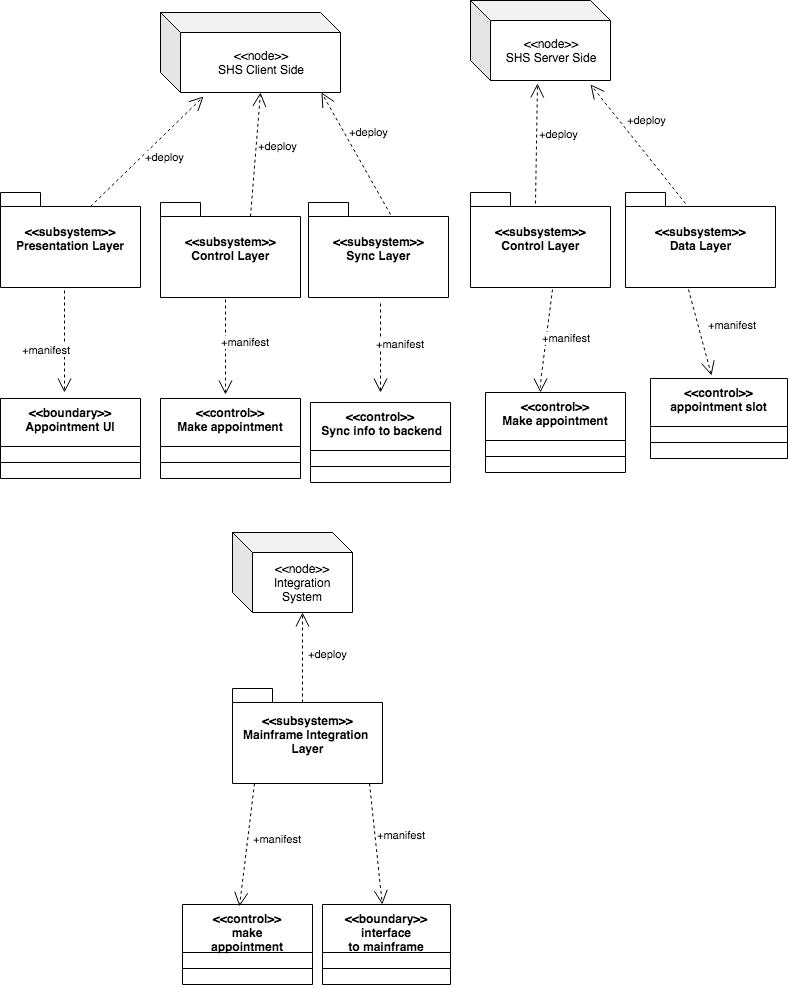 <<node>>
SHS Client Side
<<node>>
SHS Server Side
+deploy
+deploy
+deploy
+deploy
+deploy
<<subsystem>>
Presentation Layer
<<subsystem>>
Control Layer
<<subsystem>>
Sync Layer
<<subsystem>>
Control Layer
<<subsystem>>
Data Layer
+manifest
+manifest
+manifest
+manifest
+manifest
<<boundary>>
Appointment UI
<<control>>
Make appointment
<<control>>
Sync info to backend
<<control>>
Make appointment
<<control>>
appointment slot
<<node>>
Integration
System
+deploy
<<subsystem>>
Mainframe Integration
Layer
+manifest
+manifest
<<control>>
make
appointment
<<boundary>>
interface
to mainframe